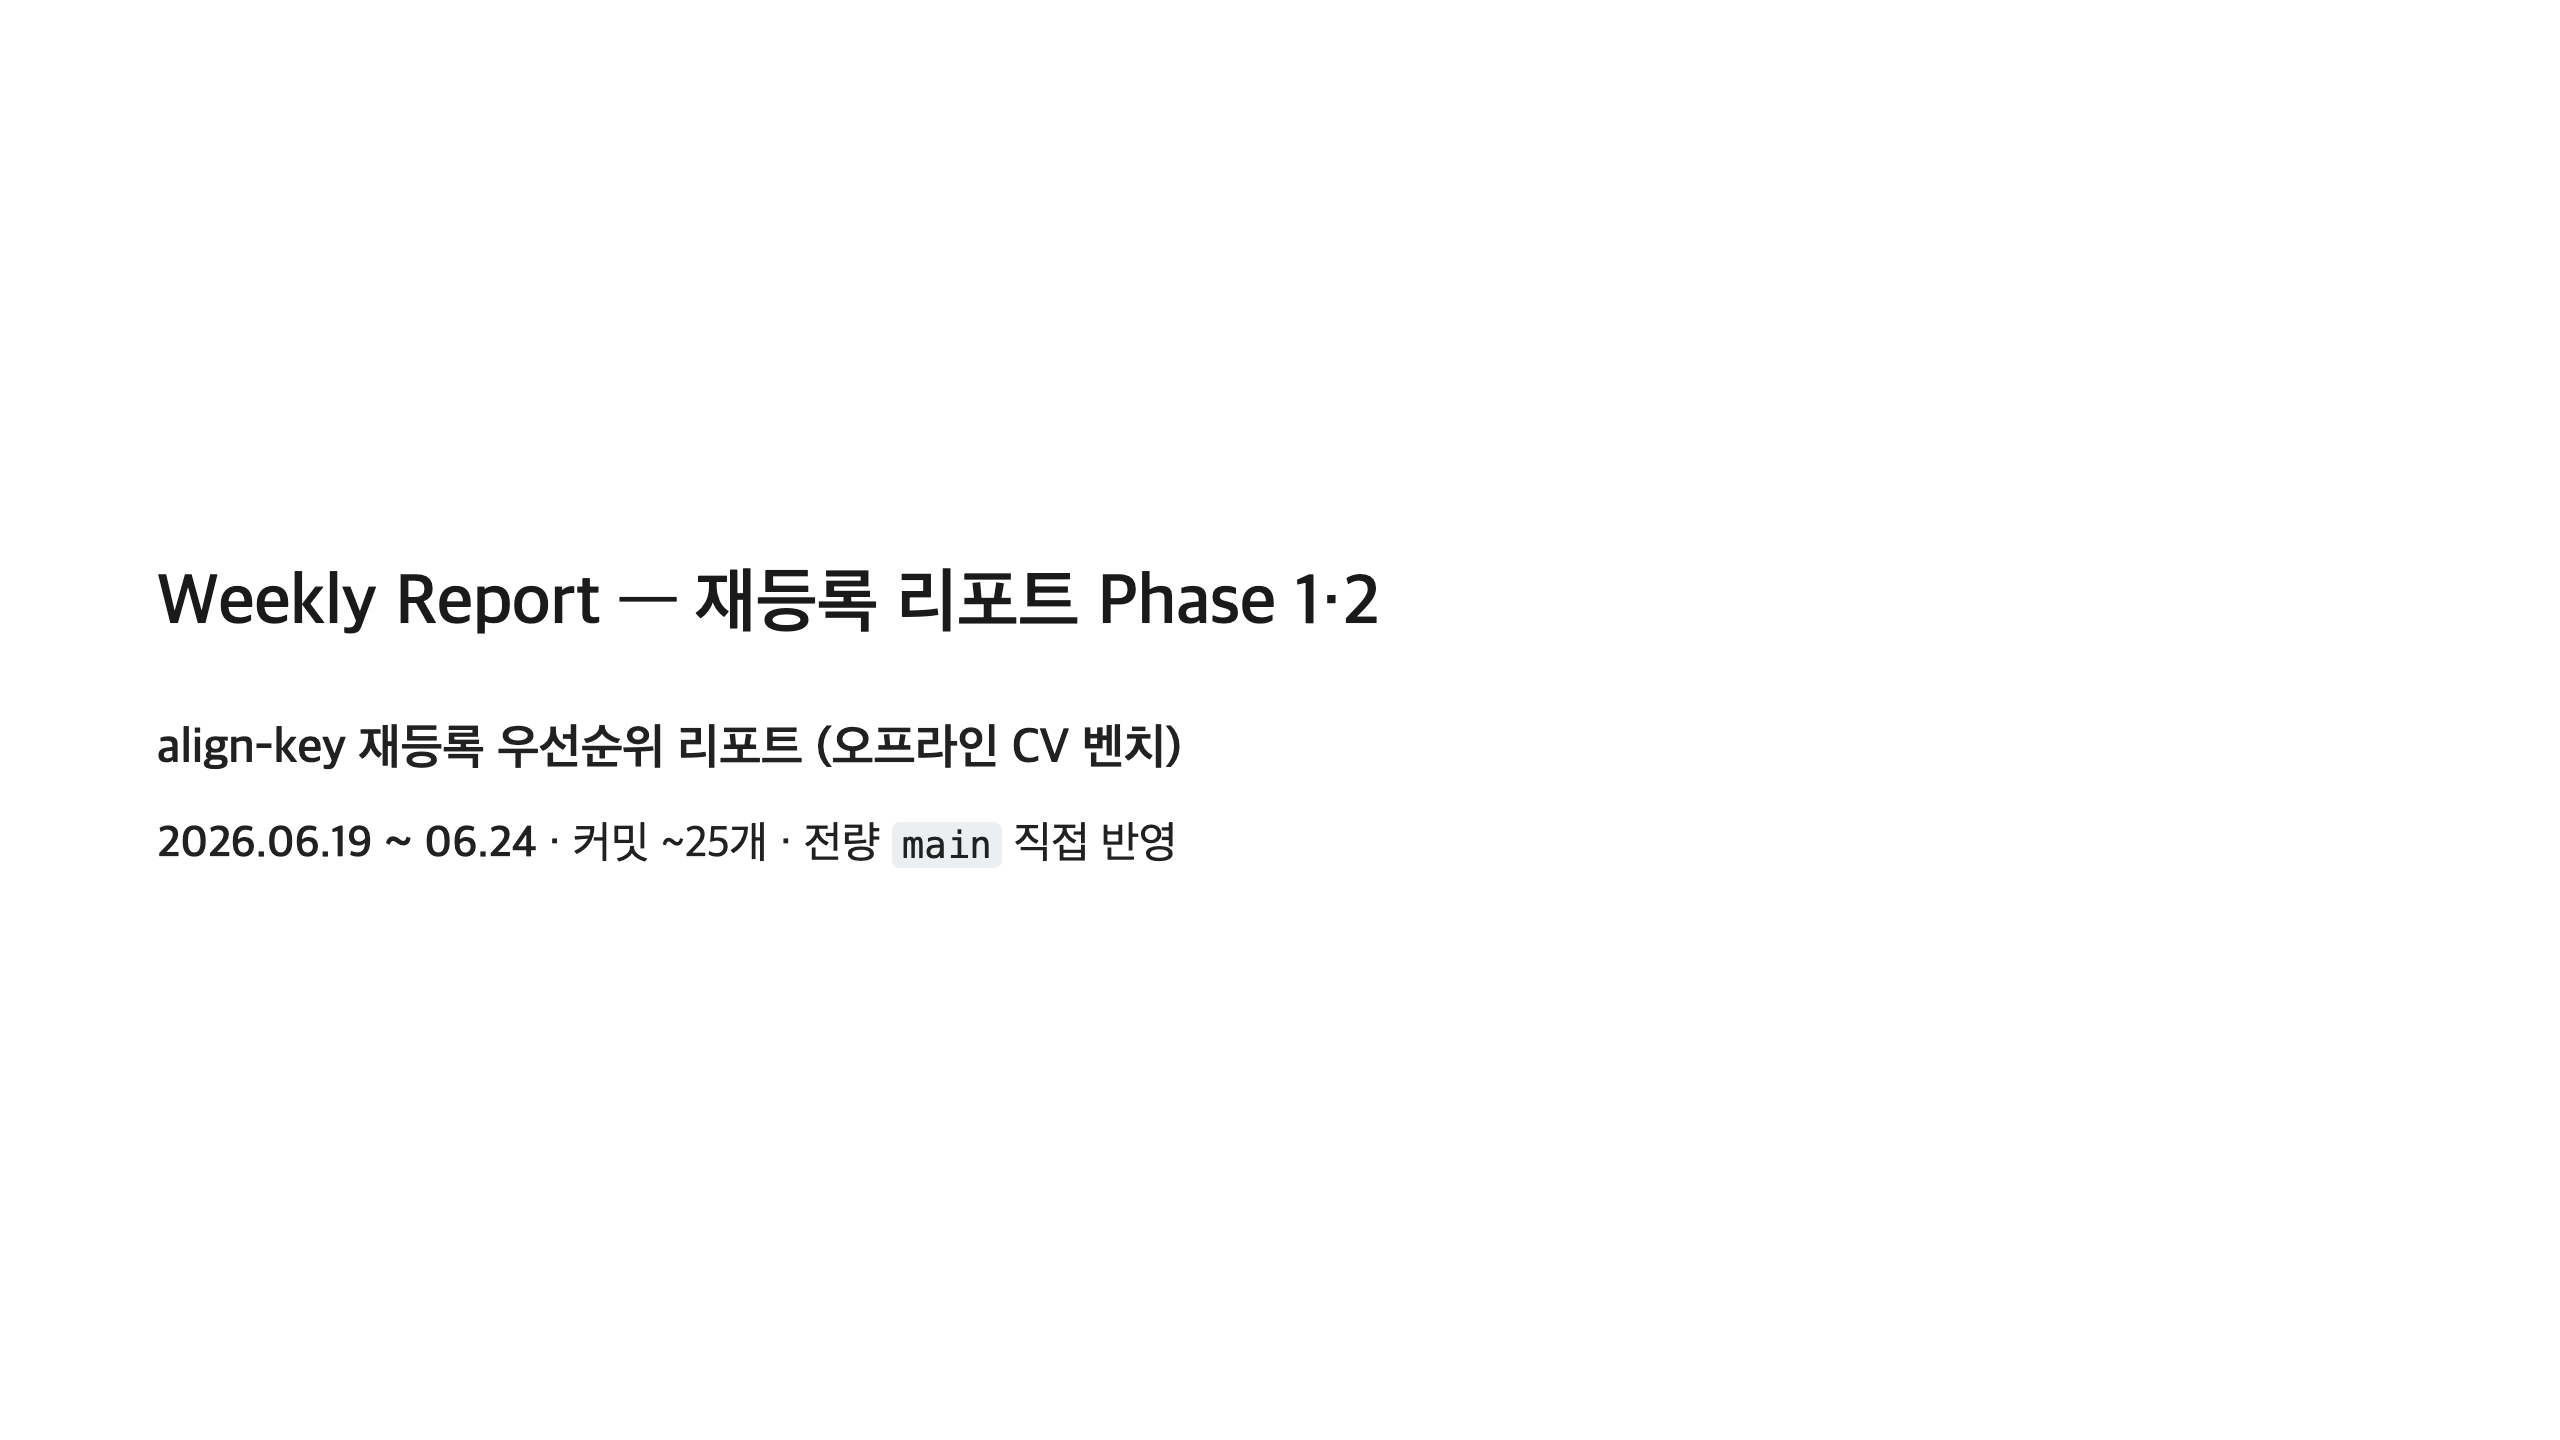 Weekly Report — 재등록 리포트 Phase 1·2
align-key 재등록 우선순위 리포트 (오프라인 CV 벤치)
2026.06.19 ~ 06.24 · 커밋 ~25개 · 전량 main 직접 반영